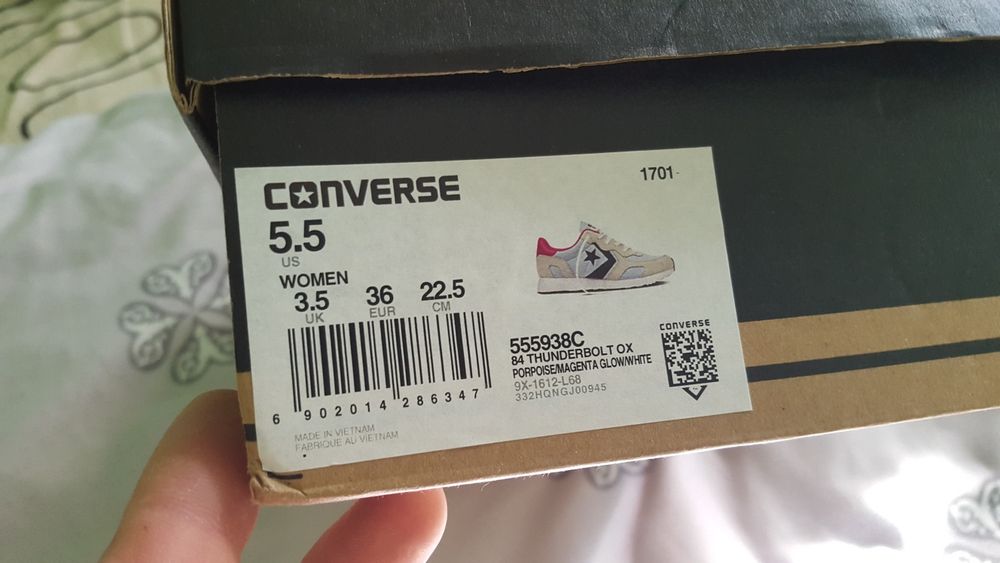 CONVERSE
1701-
5.5
US
WOMEN
3.5 36 22.5
UK EUR CM
555938C
84 THUNDERBOLT OX
PORPOISE/MAGENTA GLOW/WHITE
9X-1612-L68
332HQNGJ00945
CONVERSE
6 902014 286347
MADE IN VIETNAM
FABRIQUE AU VIETNAM